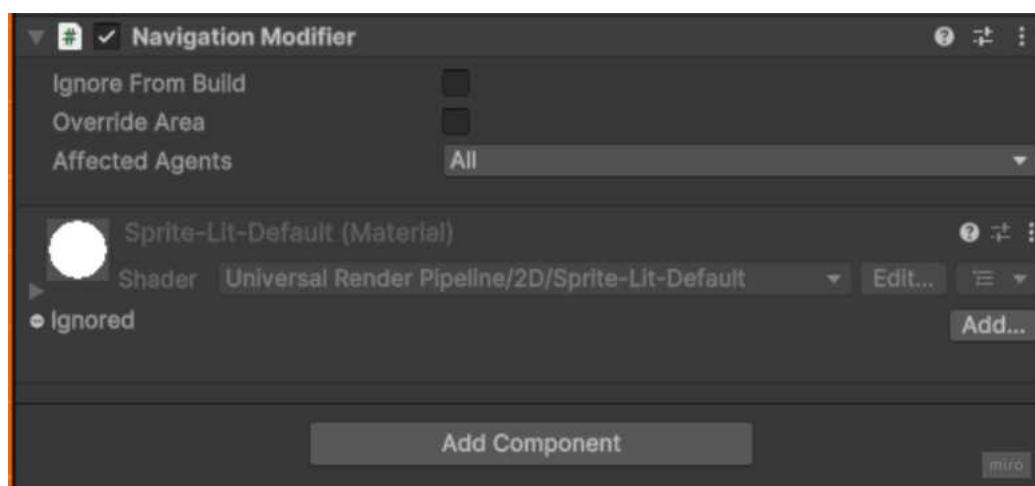 # Navigation Modifier
Ignore From Build
Override Area
Affected Agents All
Sprite-Lit-Default (Material)
Shader Universal Render Pipeline/2D/Sprite-Lit-Default Edit...
Ignored Add...
Add Component
miro